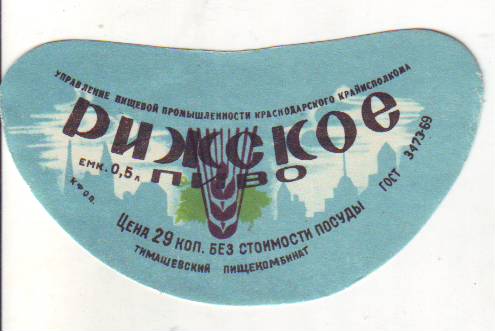 УПРАВЛЕНИЕ ПИЩЕВОЙ ПРОМЫШЛЕННОСТИ КРАСНОДАРСКОГО КРАЙИСПОЛКОМА
РИЖСКОЕ
ПИВО
ЕМК. 0,5 л
КФОП.
ГОСТ 3473-69
ЦЕНА 29 КОП. БЕЗ СТОИМОСТИ ПОСУДЫ
ТИМАШЕВСКИЙ ПИЩЕКОМБИНАТ